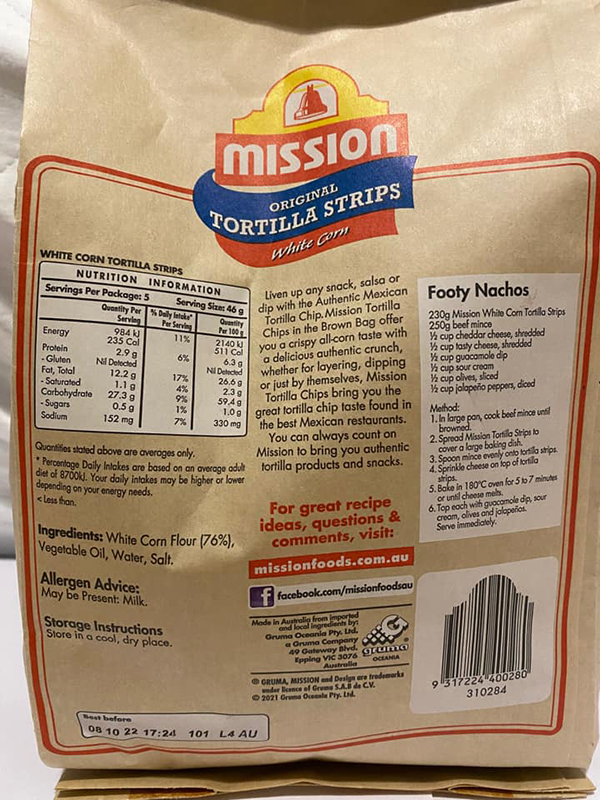 MISSION
ORIGINAL
TORTILLA STRIPS
White Corn
WHITE CORN TORTILLA STRIPS
NUTRITION INFORMATION
Servings Per Package: 5 Serving Size: 46 g
Quantity Per Serving % Daily Intake* Per Serving Quantity Per 100 g
Energy 984 kJ 11% 2140 kJ
235 Cal 511 Cal
Protein 2.9 g 6% 6.3 g
- Gluten Nil Detected Nil Detected
Fat, Total 12.2 g 17% 26.6 g
- Saturated 1.1 g 4% 2.3 g
Carbohydrate 27.3 g 9% 59.4 g
- Sugars 0.5 g 1% 1.0 g
Sodium 152 mg 7% 330 mg
Quantities stated above are averages only.
* Percentage Daily Intakes are based on an average adult
diet of 8700kJ. Your daily intakes may be higher or lower
depending on your energy needs.
< Less than.
Ingredients: White Corn Flour (76%),
Vegetable Oil, Water, Salt.
Allergen Advice:
May be Present: Milk.
Storage Instructions
Store in a cool, dry place.
Best before
08 10 22 17:24 101 L4 AU
Liven up any snack, salsa or
dip with the Authentic Mexican
Tortilla Chip. Mission Tortilla
Chips in the Brown Bag offer
you a crispy all-corn taste with
a delicious authentic crunch,
whether for layering, dipping
or just by themselves, Mission
Tortilla Chips bring you the
great tortilla chip taste found in
the best Mexican restaurants.
You can always count on
Mission to bring you authentic
tortilla products and snacks.
For great recipe
ideas, questions &
comments, visit:
missionfoods.com.au
f facebook.com/missionfoodsau
Made in Australia from imported
and local ingredients by:
Gruma Oceania Pty. Ltd.
a Gruma Company
49 Gateway Blvd.
Epping VIC 3076
Australia
GRUMA
OCEANIA
® GRUMA, MISSION and Design are trademarks
under licence of Gruma S.A.B de C.V.
© 2021 Gruma Oceania Pty. Ltd.
Footy Nachos
230g Mission White Corn Tortilla Strips
250g beef mince
½ cup cheddar cheese, shredded
½ cup tasty cheese, shredded
½ cup guacamole dip
½ cup sour cream
½ cup olives, sliced
¼ cup jalapeño peppers, diced
Method:
1. In large pan, cook beef mince until
browned.
2. Spread Mission Tortilla Strips to
cover a large baking dish.
3. Spoon mince evenly onto tortilla strips.
4. Sprinkle cheese on top of tortilla
strips.
5. Bake in 180°C oven for 5 to 7 minutes
or until cheese melts.
6. Top each with guacamole dip, sour
cream, olives and jalapeños.
Serve immediately.
9 317224 400280
310284